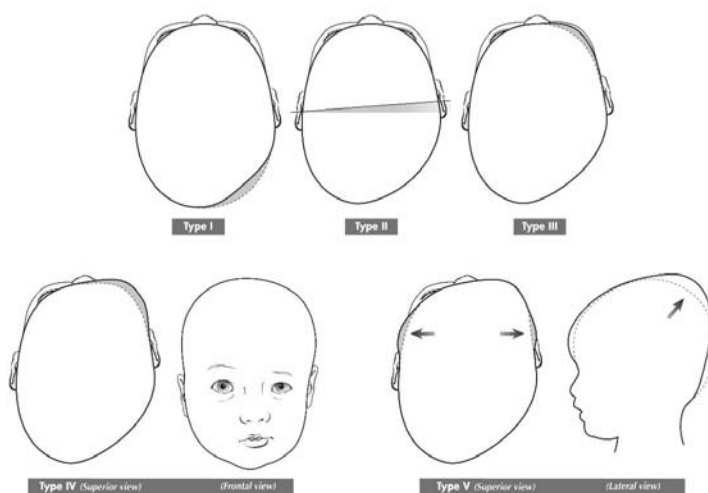 Type I
Type II
Type III
Type IV (Superior view) (Frontal view)
Type V (Superior view) (Lateral view)